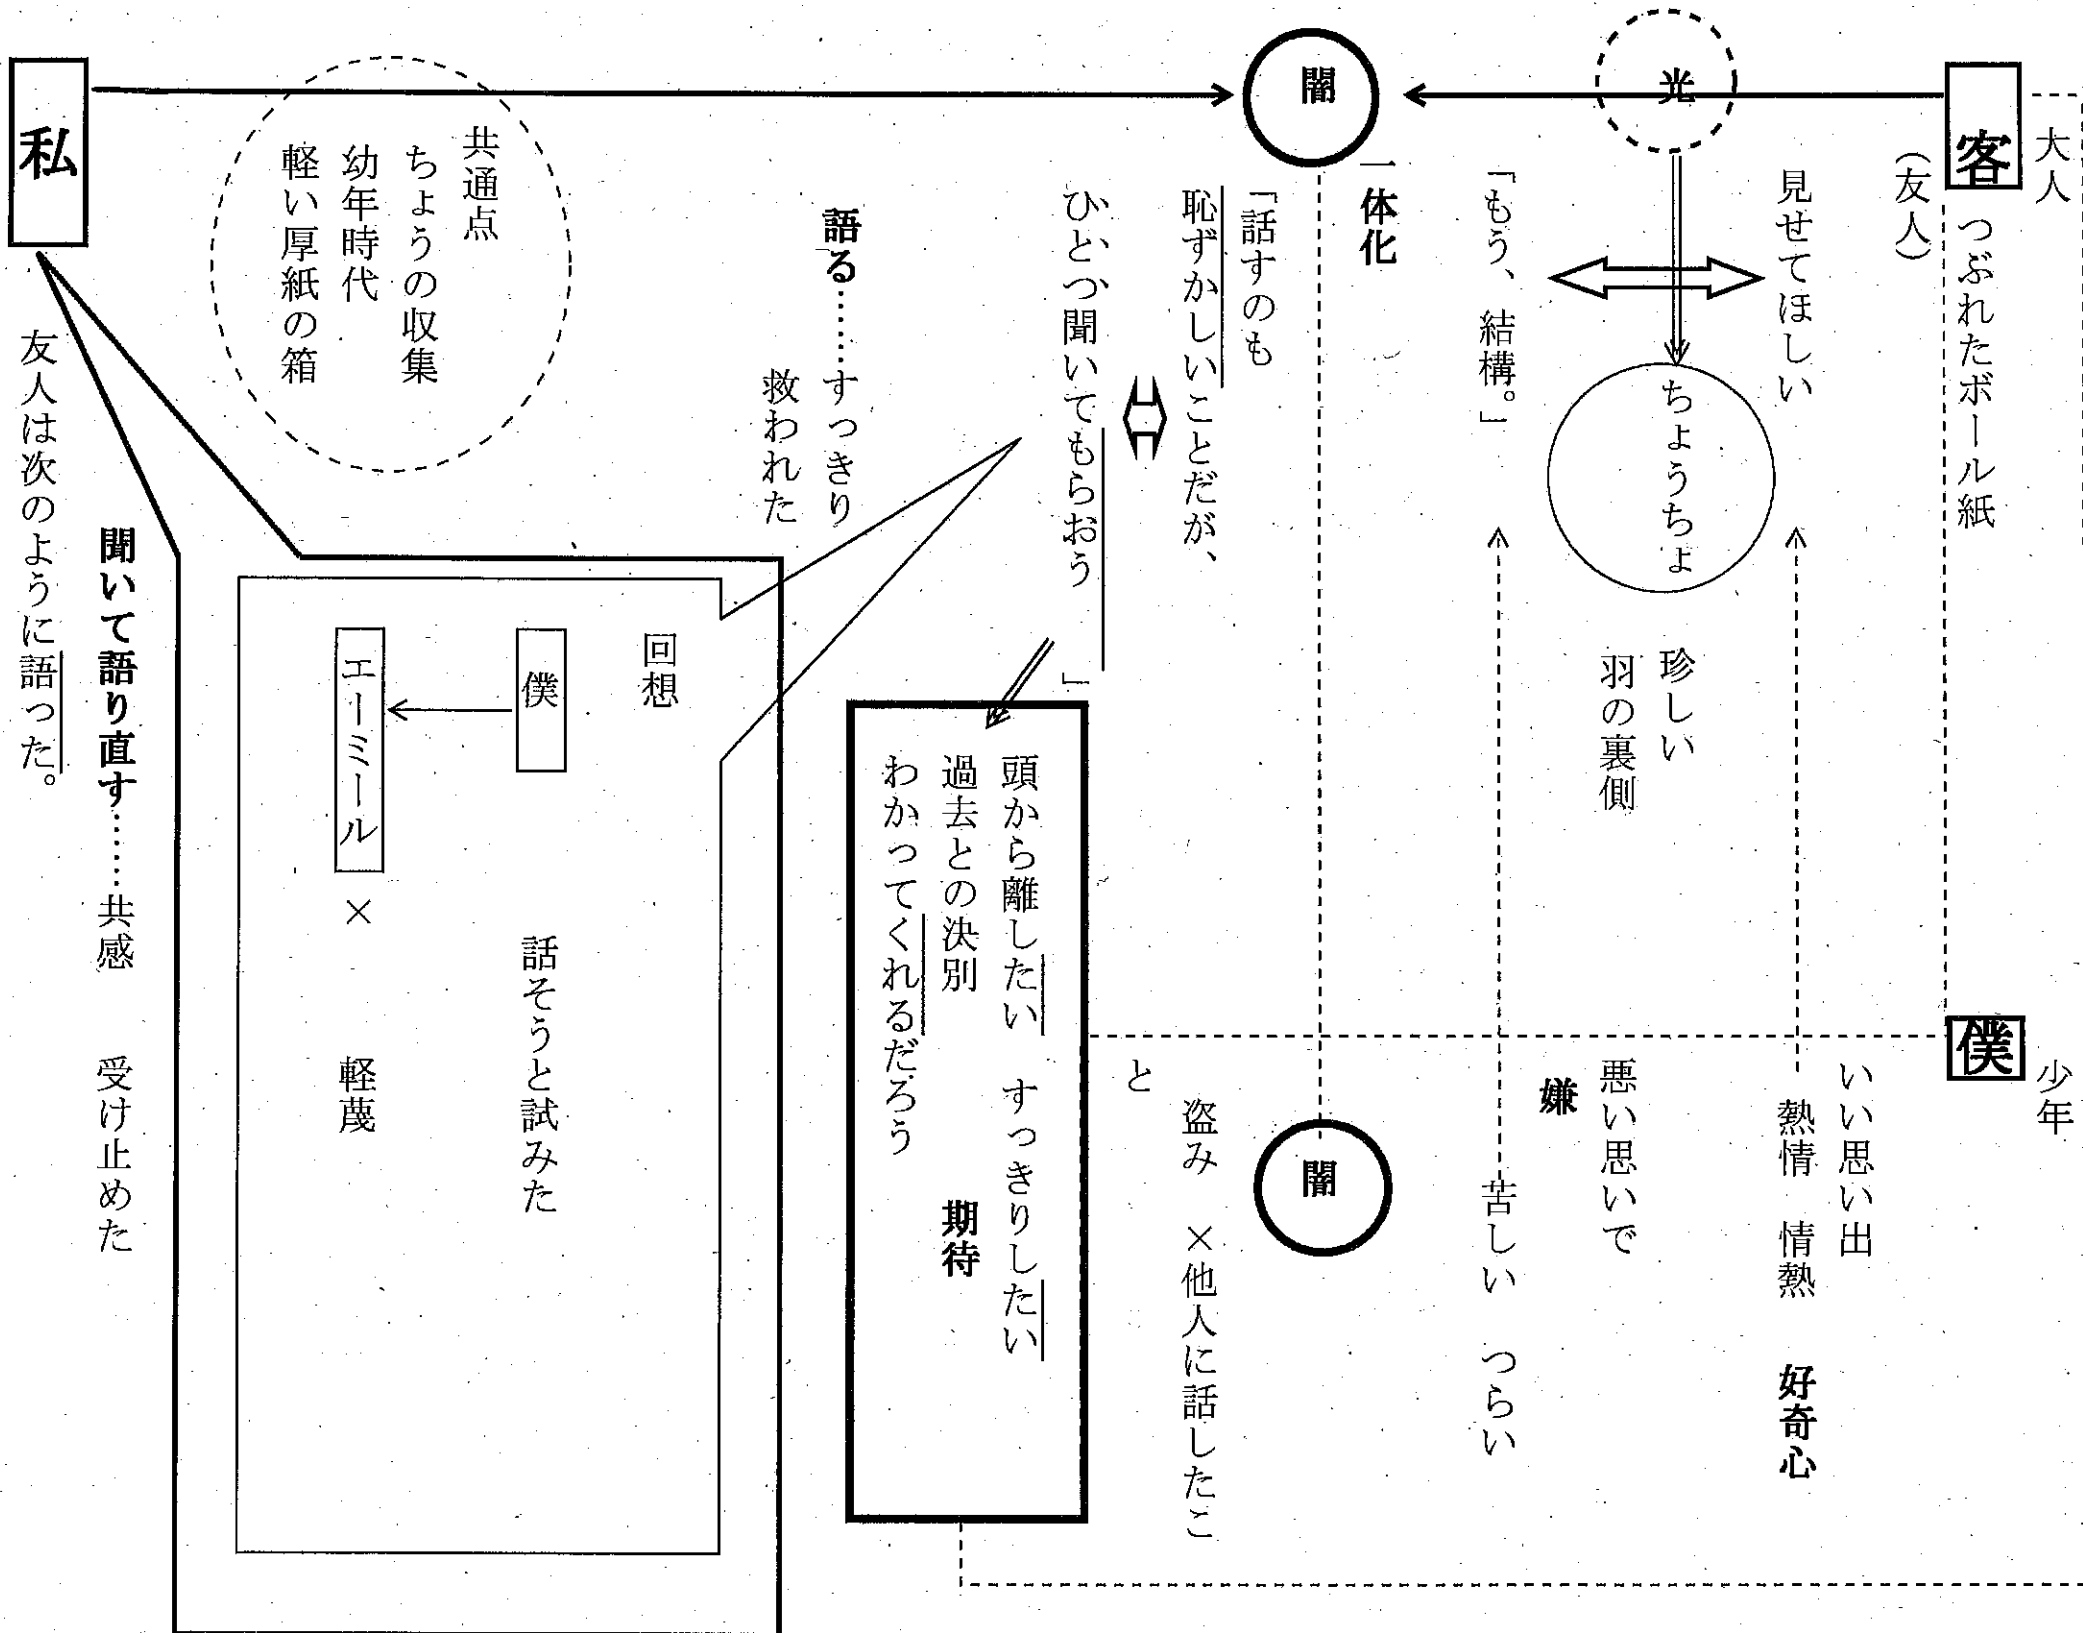 大人
客
(友人)
つぶれたボール紙
少年
僕
見せてほしい
いい思い出
熱情 情熱 好奇心
光
ちょうちょ
珍しい
羽の裏側
悪い思いで
嫌
「もう、結構。」
苦しい つらい
一体化
闇
闇
「話すのも
恥ずかしいことだが、
ひとつ聞いてもらおう 」
盗み ×他人に話したこ
と
頭から離したい すっきりしたい
過去との決別 期待
わかってくれるだろう
語る……すっきり
救われた
回想
僕
話そうと試みた
エーミール × 軽蔑
共通点
ちょうの収集
幼年時代
軽い厚紙の箱
私
聞いて語り直す……共感 受け止めた
友人は次のように語った。